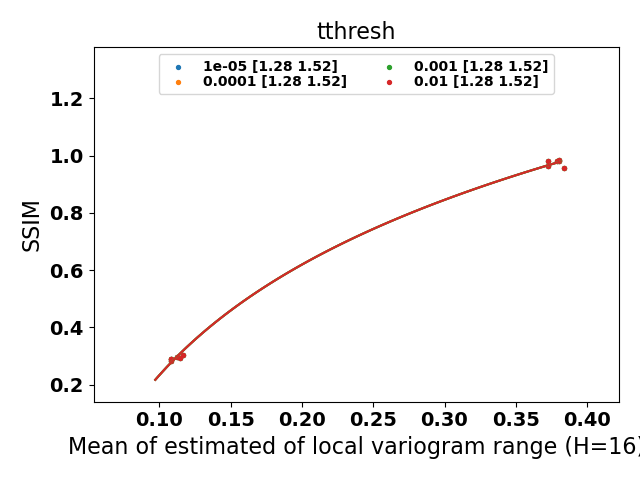 tthresh
1e-05 [1.28 1.52]
0.0001 [1.28 1.52]
0.001 [1.28 1.52]
0.01 [1.28 1.52]
1.2
1.0
0.8
0.6
0.4
0.2
SSIM
0.10 0.15 0.20 0.25 0.30 0.35 0.40
Mean of estimated of local variogram range (H=16)